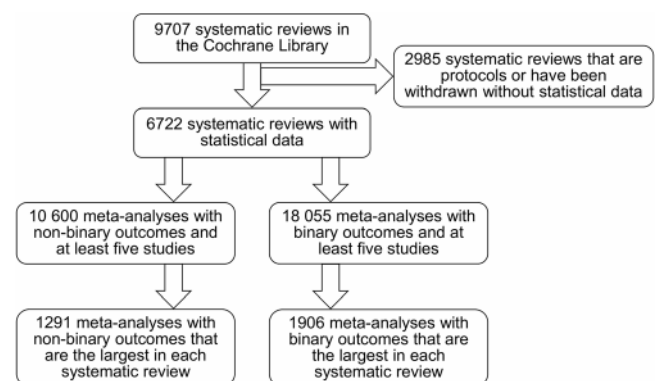 9707 systematic reviews in
the Cochrane Library
2985 systematic reviews that are
protocols or have been
withdrawn without statistical data
6722 systematic reviews with
statistical data
10 600 meta-analyses with
non-binary outcomes and
at least five studies
18 055 meta-analyses with
binary outcomes and at
least five studies
1291 meta-analyses with
non-binary outcomes that
are the largest in each
systematic review
1906 meta-analyses with
binary outcomes that are
the largest in each
systematic review